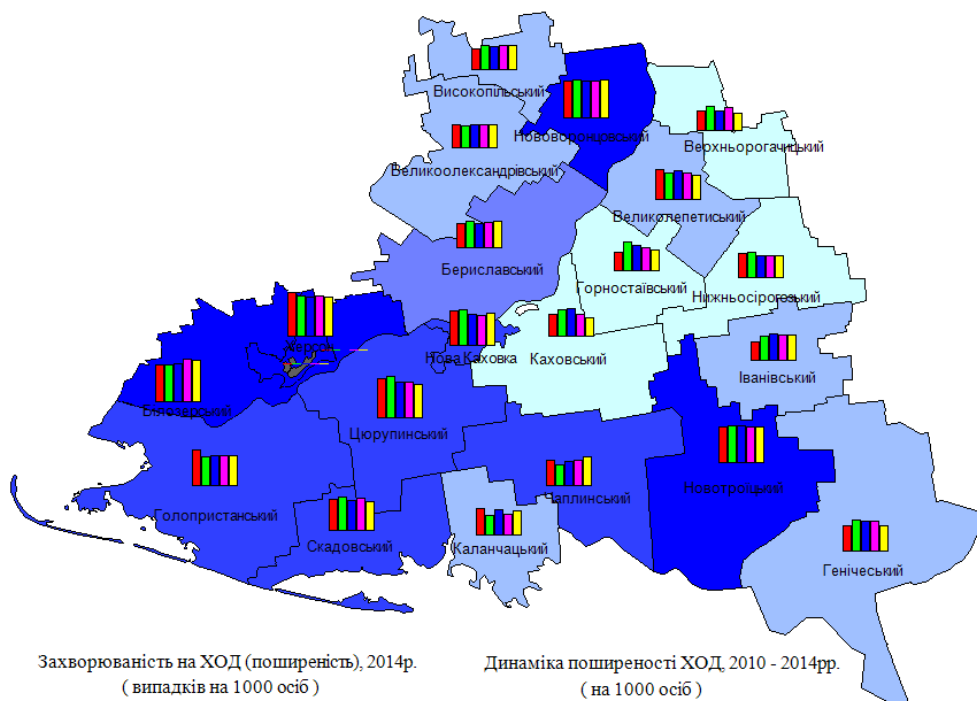 Високопільський
Нововоронцовський
Верхньорогачицький
Великоолександрівський
Великолепетиський
Бериславський
Горностаївський
Нижньосірогозький
Херсон
Нова Каховка
Каховський
Іванівський
Білозерський
Цюрупинський
Голопристанський
Чаплинський
Новотроїцький
Скадовський
Каланчацький
Генічеський
Захворюваність на ХОД (поширеність), 2014р.
( випадків на 1000 осіб )
Динаміка поширеності ХОД, 2010 - 2014рр.
( на 1000 осіб )